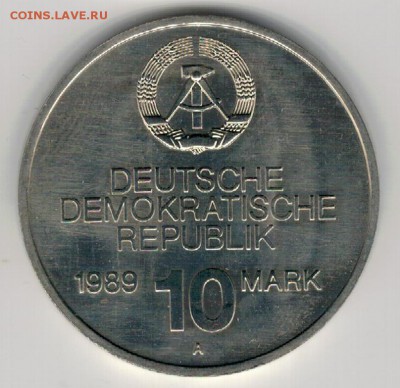 COINS.LAVE.RU
DEUTSCHE
DEMOKRATISCHE
REPUBLIK
1989 10 MARK
A